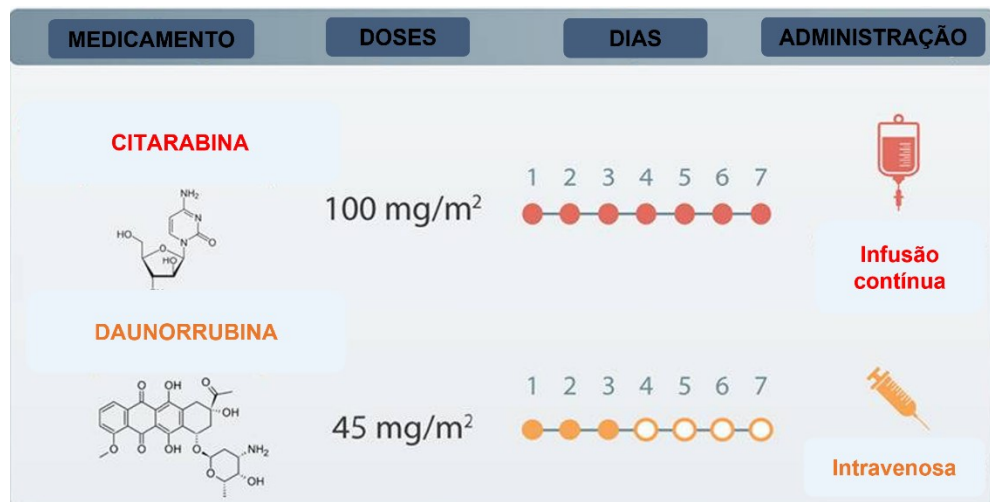 MEDICAMENTO DOSES DIAS ADMINISTRAÇÃO
CITARABINA
100 mg/m²
1 2 3 4 5 6 7
Infusão
contínua
NH₂
N
N
O
O
HO
HO
DAUNORRUBINA
45 mg/m²
1 2 3 4 5 6 7
Intravenosa
O OH O
OH
O OH O
O
NH₂
O
OH